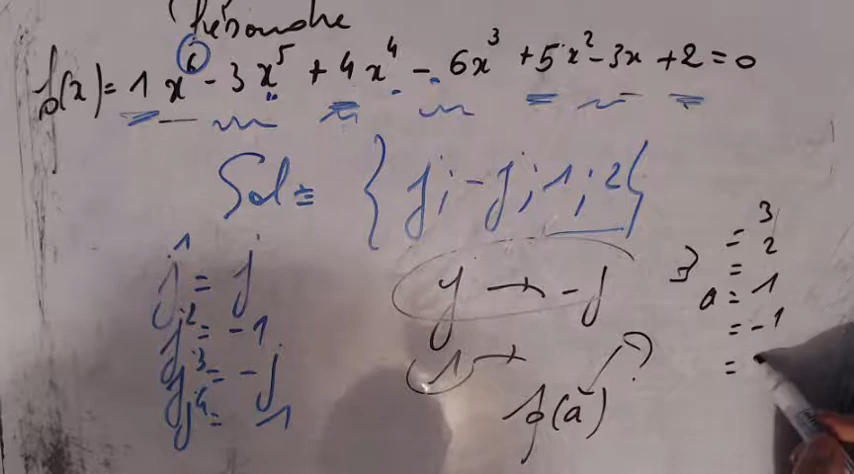 Résoudre
f(x) = 1x⁶ - 3x⁵ + 4x⁴ - 6x³ + 5x² - 3x + 2 = 0
Sol = { j ; -j ; 1 ; 2 }
j¹ = j
j² = -1
j³ = -j
j⁴ = 1
j → -j
1 →
f(a) ?
= 3
= 2
a = 1
= -1
=